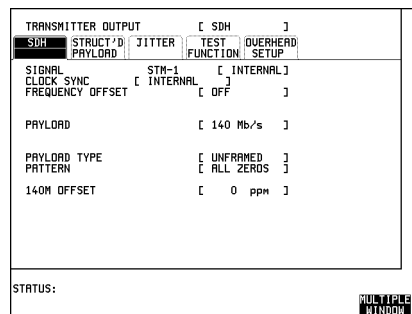 TRANSMITTER OUTPUT [ SDH ]
SDH STRUCT'D PAYLOAD JITTER TEST FUNCTION OVERHEAD SETUP
SIGNAL STM-1 [ INTERNAL]
CLOCK SYNC [ INTERNAL ]
FREQUENCY OFFSET [ OFF ]
PAYLOAD [ 140 Mb/s ]
PAYLOAD TYPE [ UNFRAMED ]
PATTERN [ ALL ZEROS ]
140M OFFSET [ 0 ppm ]
STATUS:
MULTIPLE
WINDOW